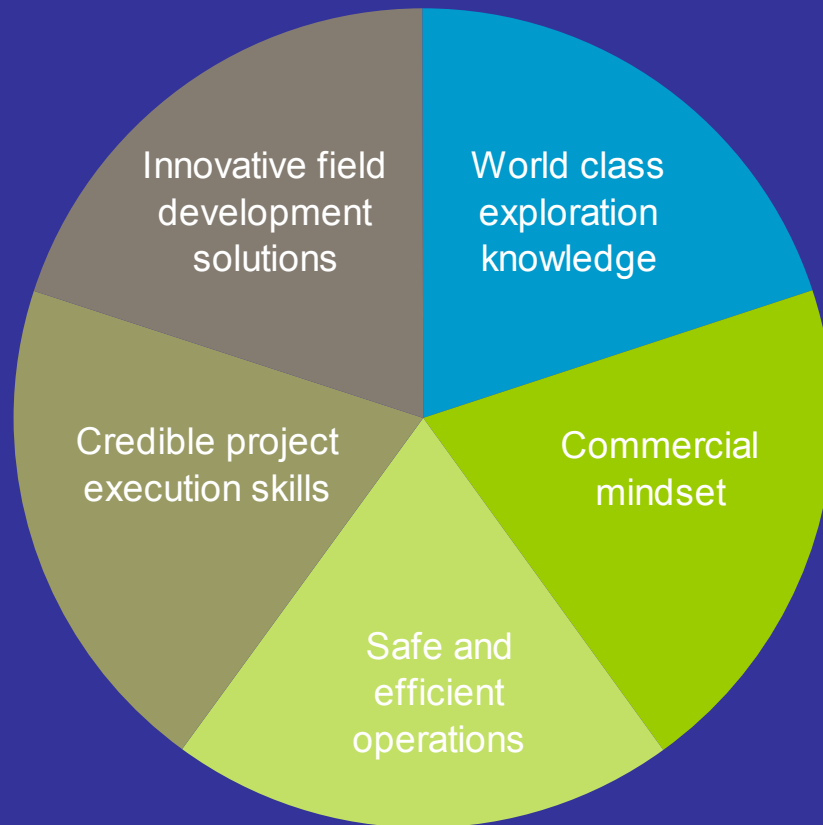 Innovative field
development
solutions
World class
exploration
knowledge
Credible project
execution skills
Commercial
mindset
Safe and
efficient
operations